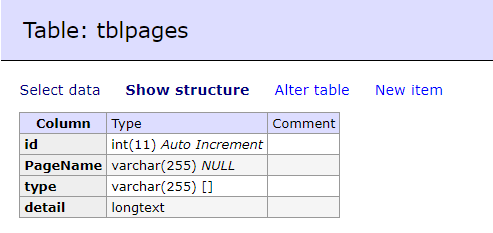 Table: tblpages
Select data Show structure Alter table New item
Column Type Comment
id int(11) Auto Increment
PageName varchar(255) NULL
type varchar(255) []
detail longtext